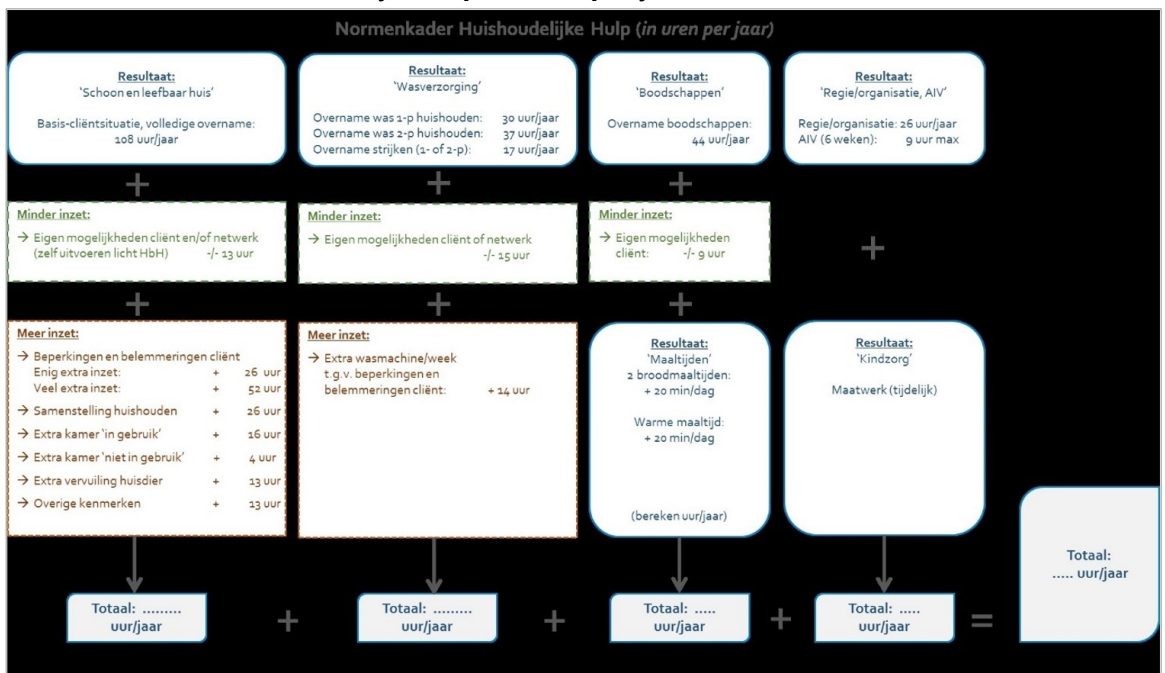 Normenkader Huishoudelijke Hulp (in uren per jaar)
Resultaat:
'Schoon en leefbaar huis'
Basis-cliëntsituatie, volledige overname:
108 uur/jaar
Resultaat:
'Wasverzorging'
Overname was 1-p huishouden: 30 uur/jaar
Overname was 2-p huishouden: 37 uur/jaar
Overname strijken (1- of 2-p): 17 uur/jaar
Resultaat:
'Boodschappen'
Overname boodschappen:
44 uur/jaar
Resultaat:
'Regie/organisatie, AIV'
Regie/organisatie: 26 uur/jaar
AIV (6 weken): 9 uur max
+ + +
Minder inzet:
→ Eigen mogelijkheden cliënt en/of netwerk
(zelf uitvoeren licht HbH) -/- 13 uur
Minder inzet:
→ Eigen mogelijkheden cliënt of netwerk
-/- 15 uur
Minder inzet:
→ Eigen mogelijkheden
cliënt: -/- 9 uur
+
+ + +
Meer inzet:
→ Beperkingen en belemmeringen cliënt
Enig extra inzet: + 26 uur
Veel extra inzet: + 52 uur
→ Samenstelling huishouden + 26 uur
→ Extra kamer 'in gebruik' + 16 uur
→ Extra kamer 'niet in gebruik' + 4 uur
→ Extra vervuiling huisdier + 13 uur
→ Overige kenmerken + 13 uur
Meer inzet:
→ Extra wasmachine/week
t.g.v. beperkingen en
belemmeringen cliënt: + 14 uur
Resultaat:
'Maaltijden'
2 broodmaaltijden:
+ 20 min/dag
Warme maaltijd:
+ 20 min/dag
(bereken uur/jaar)
Resultaat:
'Kindzorg'
Maatwerk (tijdelijk)
Totaal: .........
uur/jaar
+
Totaal: .........
uur/jaar
+
Totaal: .....
uur/jaar
+
Totaal: .....
uur/jaar
=
Totaal:
..... uur/jaar